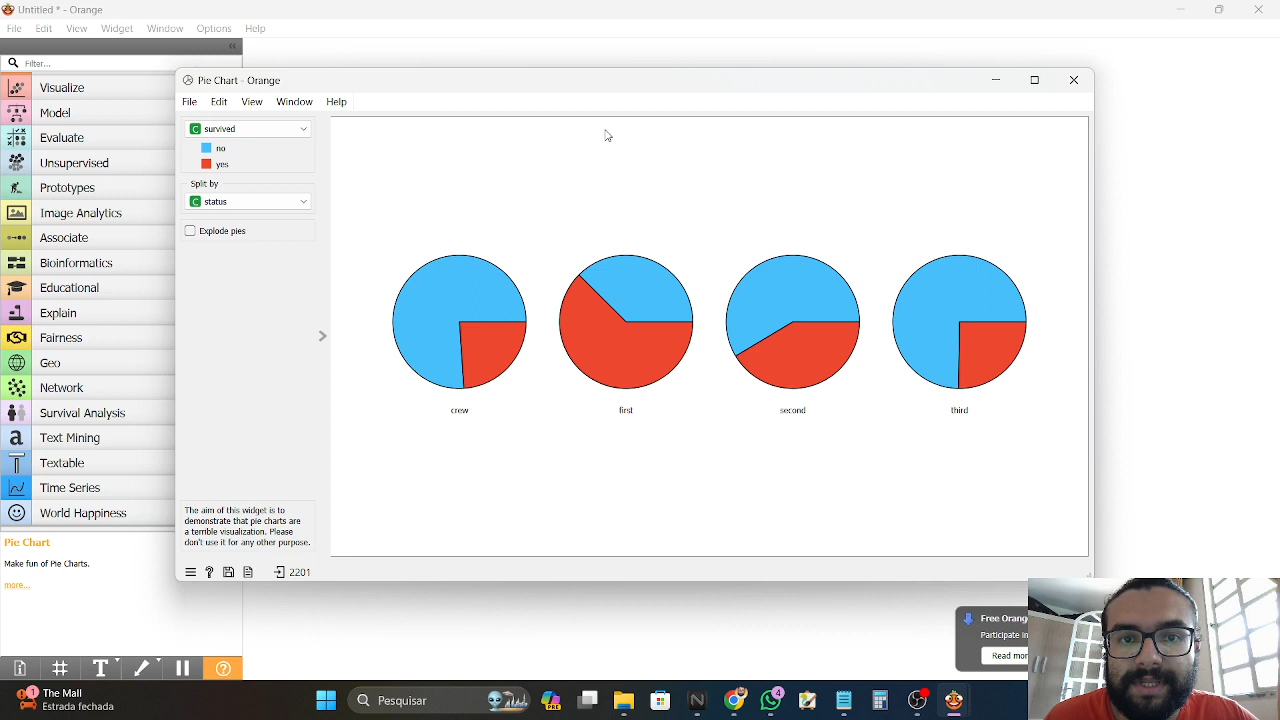 Untitled * - Orange
File Edit View Widget Window Options Help
Filter...
Visualize
Model
Evaluate
Unsupervised
Prototypes
Image Analytics
Associate
Bioinformatics
Educational
Explain
Fairness
Geo
Network
Survival Analysis
Text Mining
Textable
Time Series
World Happiness
Pie Chart
Make fun of Pie Charts.
more...
Pie Chart - Orange
File Edit View Window Help
C survived
no
yes
Split by
C status
Explode pies
crew first second third
The aim of this widget is to
demonstrate that pie charts are
a terrible visualization. Please
don't use it for any other purpose.
2201
Free Orang
Participate in
Read mor
1 The Mall
Estrada fechada
Pesquisar
PRE
4